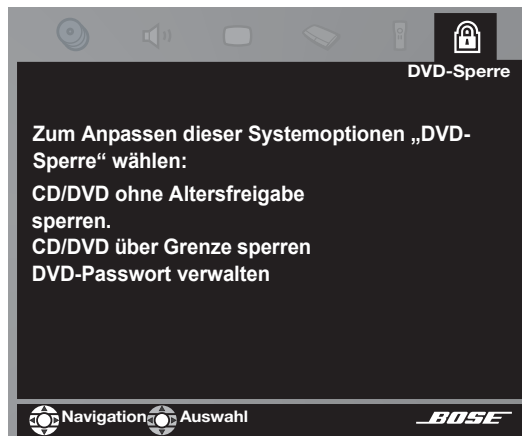 DVD-Sperre
Zum Anpassen dieser Systemoptionen „DVD-
Sperre“ wählen:
CD/DVD ohne Altersfreigabe
sperren.
CD/DVD über Grenze sperren
DVD-Passwort verwalten
Navigation Auswahl BOSE